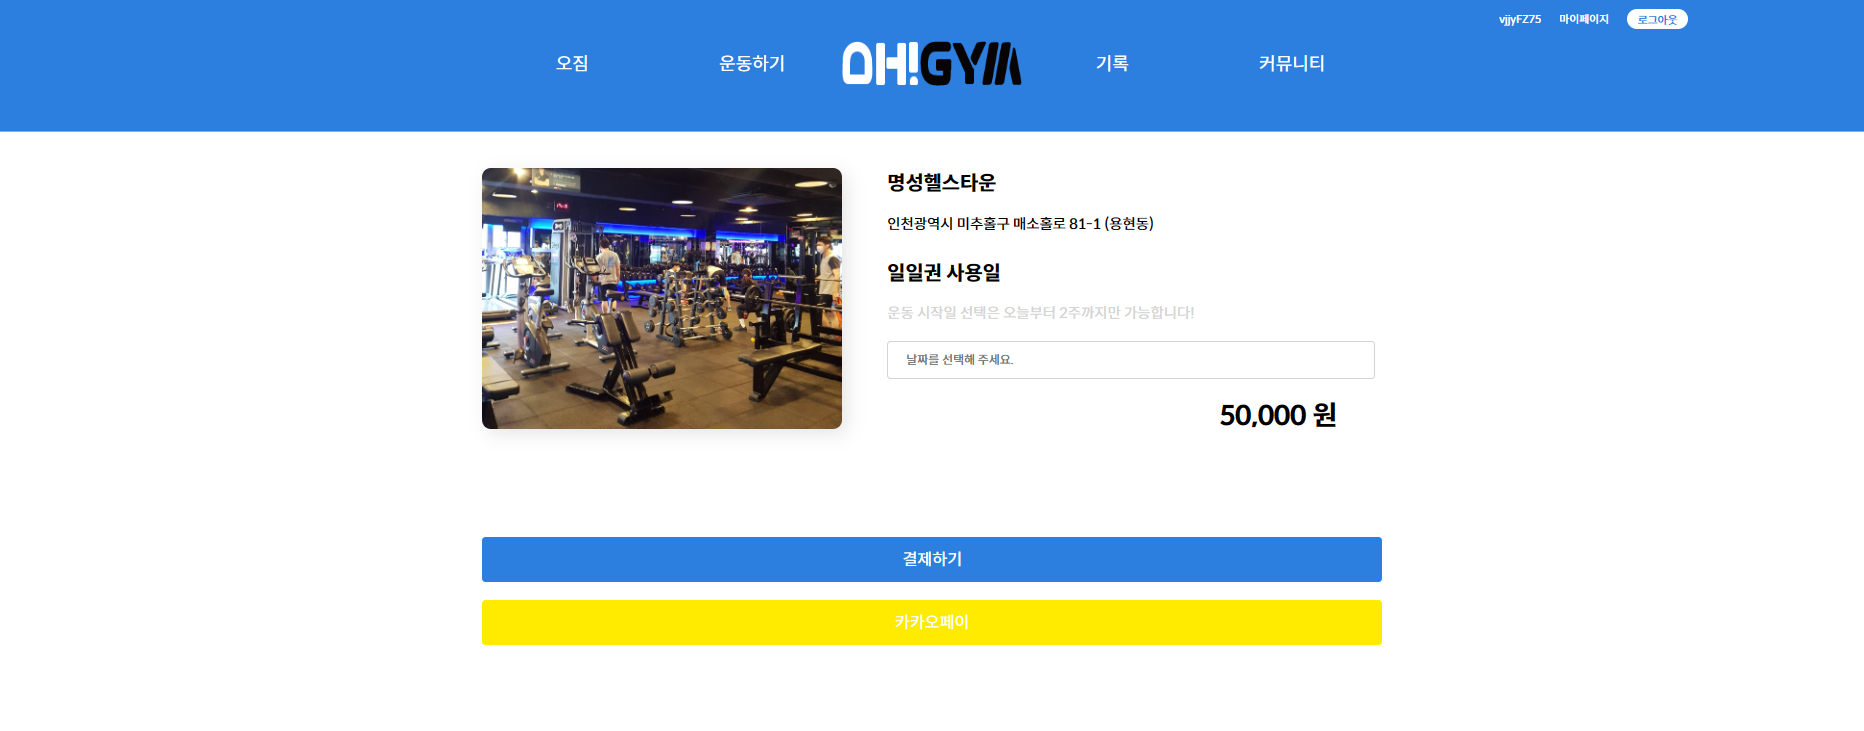 vjjyFZ75 마이페이지 로그아웃
오짐 운동하기 OH!GYM 기록 커뮤니티
명성헬스타운
인천광역시 미추홀구 매소홀로 81-1 (용현동)
일일권 사용일
운동 시작일 선택은 오늘부터 2주까지만 가능합니다!
날짜를 선택해 주세요.
50,000 원
결제하기
카카오페이